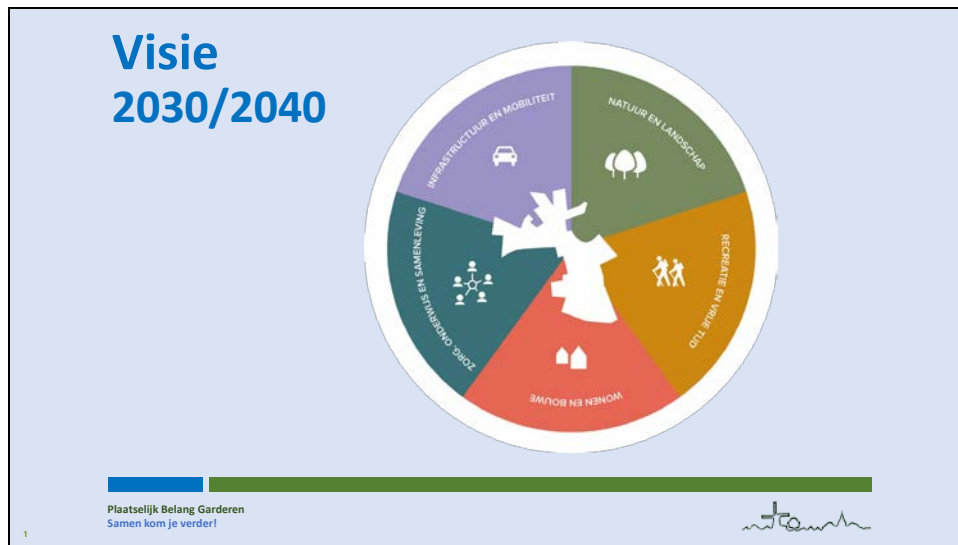 Visie
2030/2040
INFRASTRUCTUUR EN MOBILITEIT
NATUUR EN LANDSCHAP
RECREATIE EN VRIJE TIJD
WONEN EN BOUWE
ZORG, ONDERWIJS EN SAMENLEVING
Plaatselijk Belang Garderen
Samen kom je verder!
1